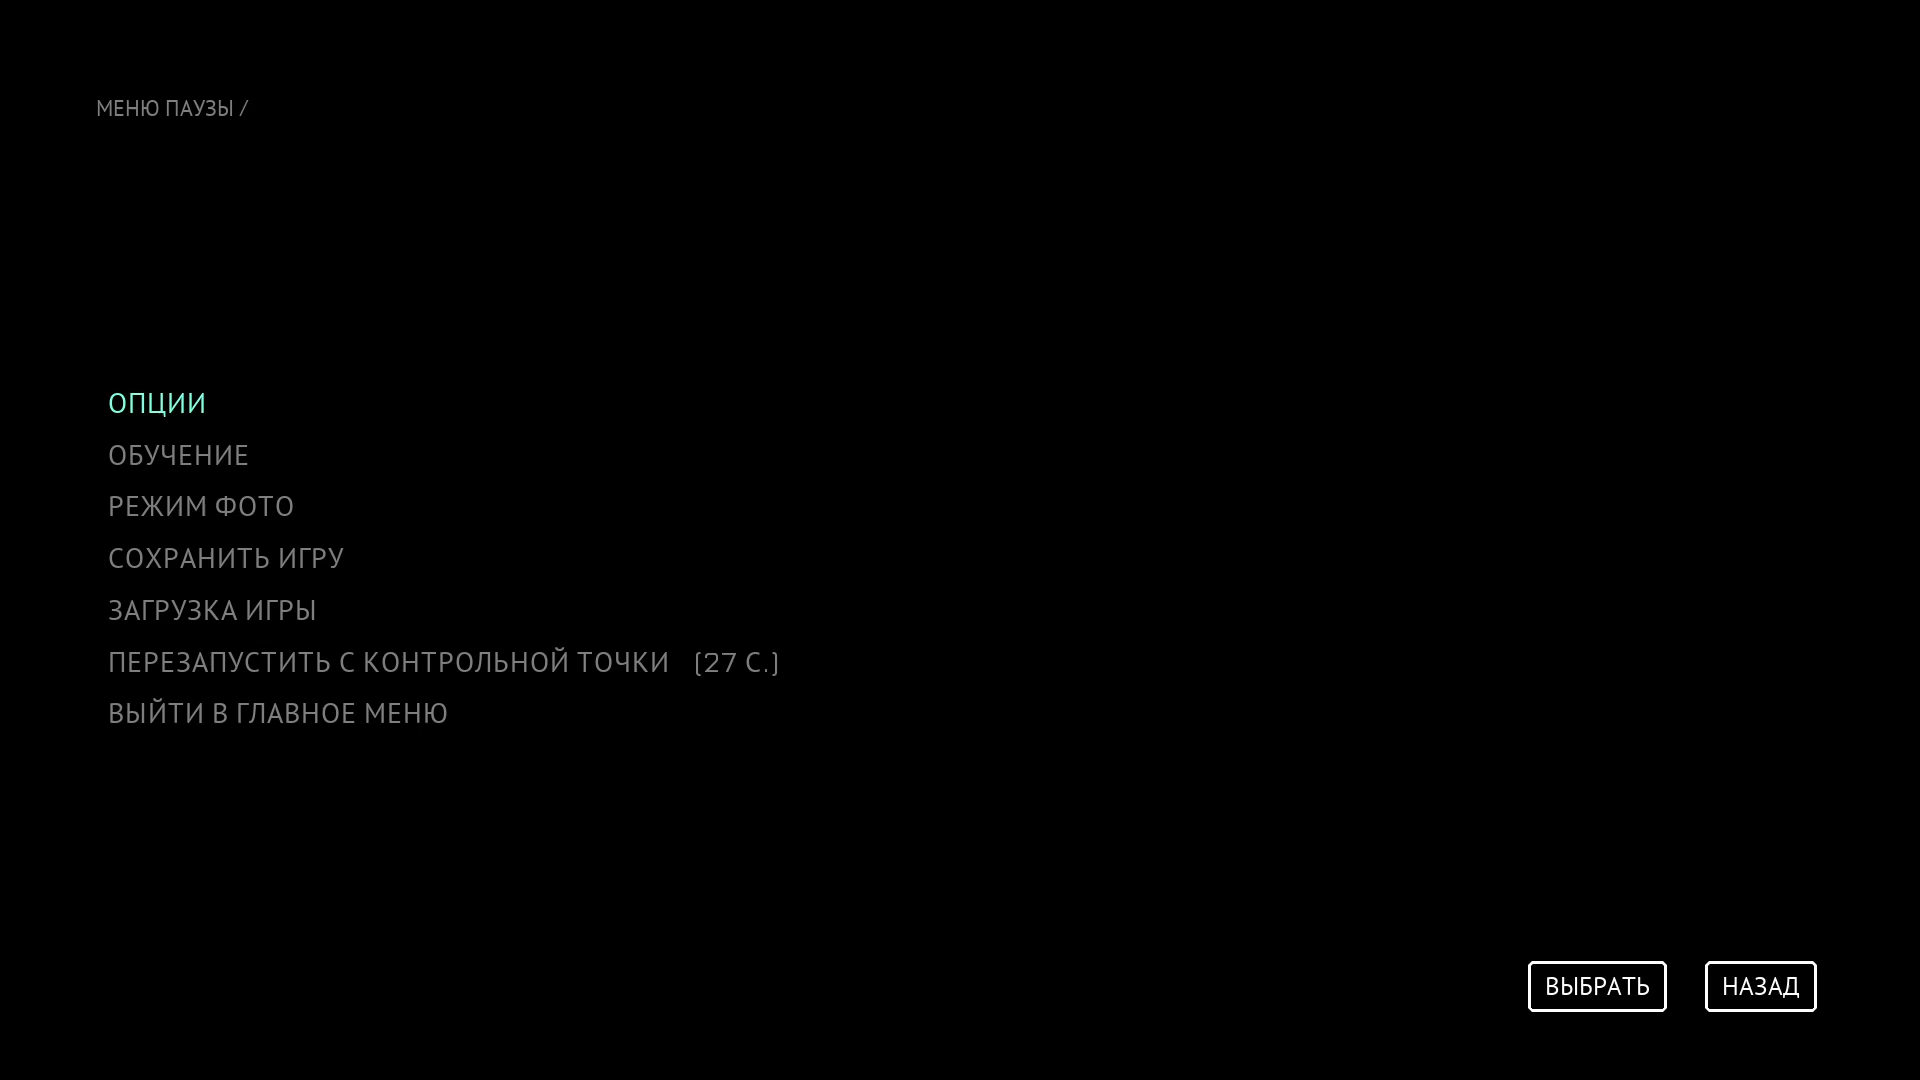 МЕНЮ ПАУЗЫ /
ОПЦИИ
ОБУЧЕНИЕ
РЕЖИМ ФОТО
СОХРАНИТЬ ИГРУ
ЗАГРУЗКА ИГРЫ
ПЕРЕЗАПУСТИТЬ С КОНТРОЛЬНОЙ ТОЧКИ (27 С.)
ВЫЙТИ В ГЛАВНОЕ МЕНЮ
ВЫБРАТЬ НАЗАД